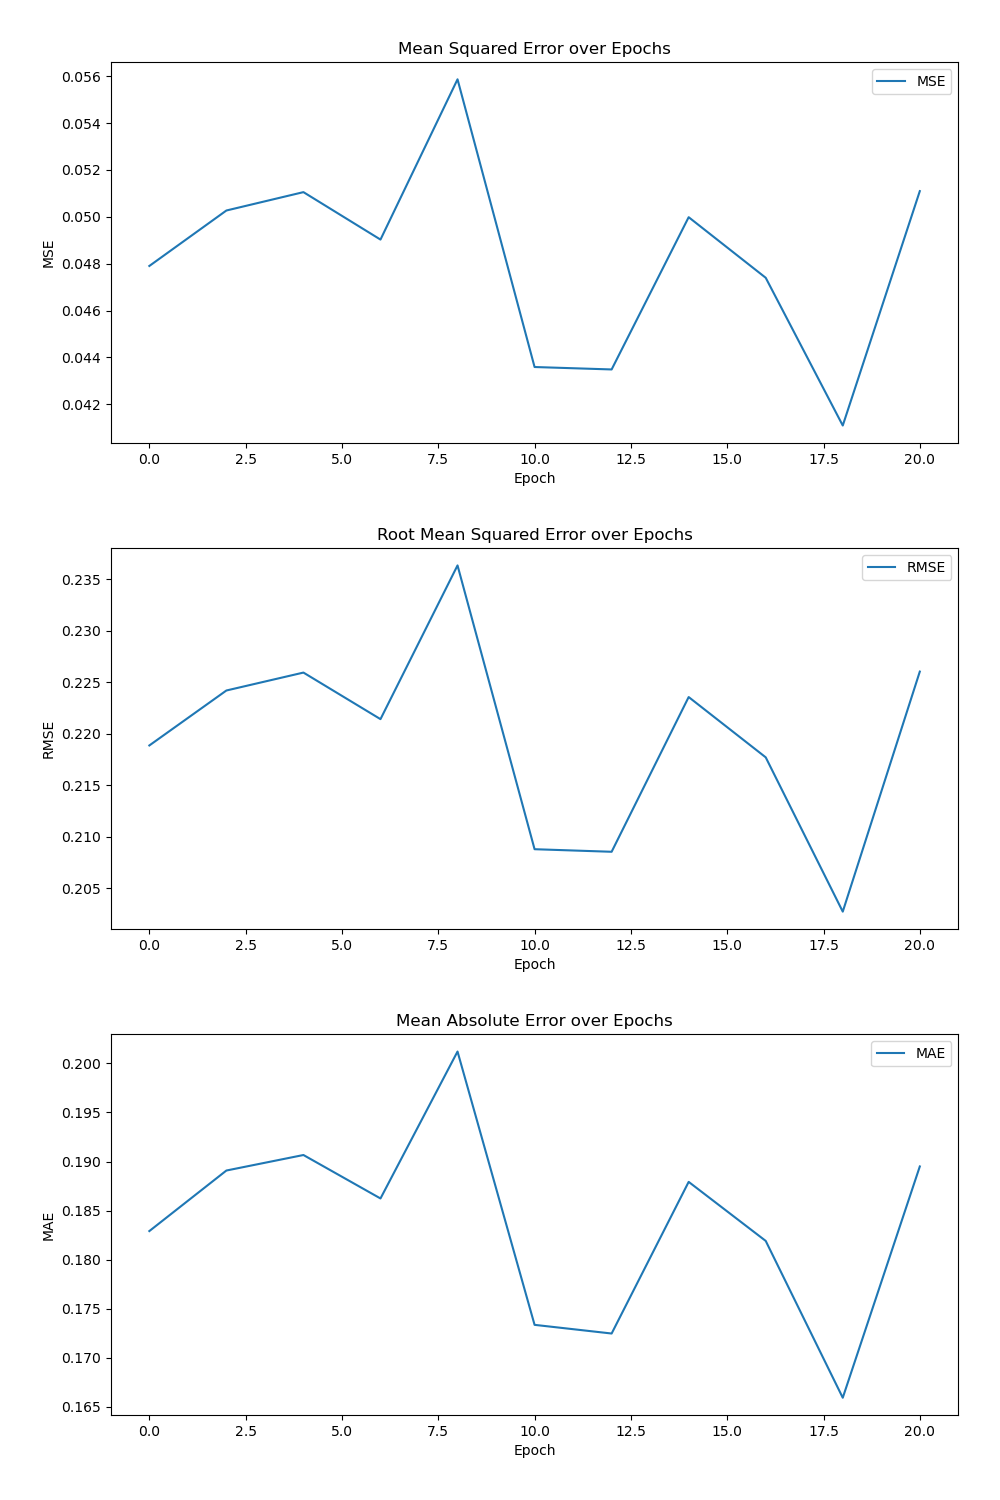 Mean Squared Error over Epochs
MSE
0.056
0.054
0.052
0.050
0.048
0.046
0.044
0.042
MSE
0.0 2.5 5.0 7.5 10.0 12.5 15.0 17.5 20.0
Epoch
Root Mean Squared Error over Epochs
RMSE
0.235
0.230
0.225
0.220
0.215
0.210
0.205
RMSE
0.0 2.5 5.0 7.5 10.0 12.5 15.0 17.5 20.0
Epoch
Mean Absolute Error over Epochs
MAE
0.200
0.195
0.190
0.185
0.180
0.175
0.170
0.165
MAE
0.0 2.5 5.0 7.5 10.0 12.5 15.0 17.5 20.0
Epoch